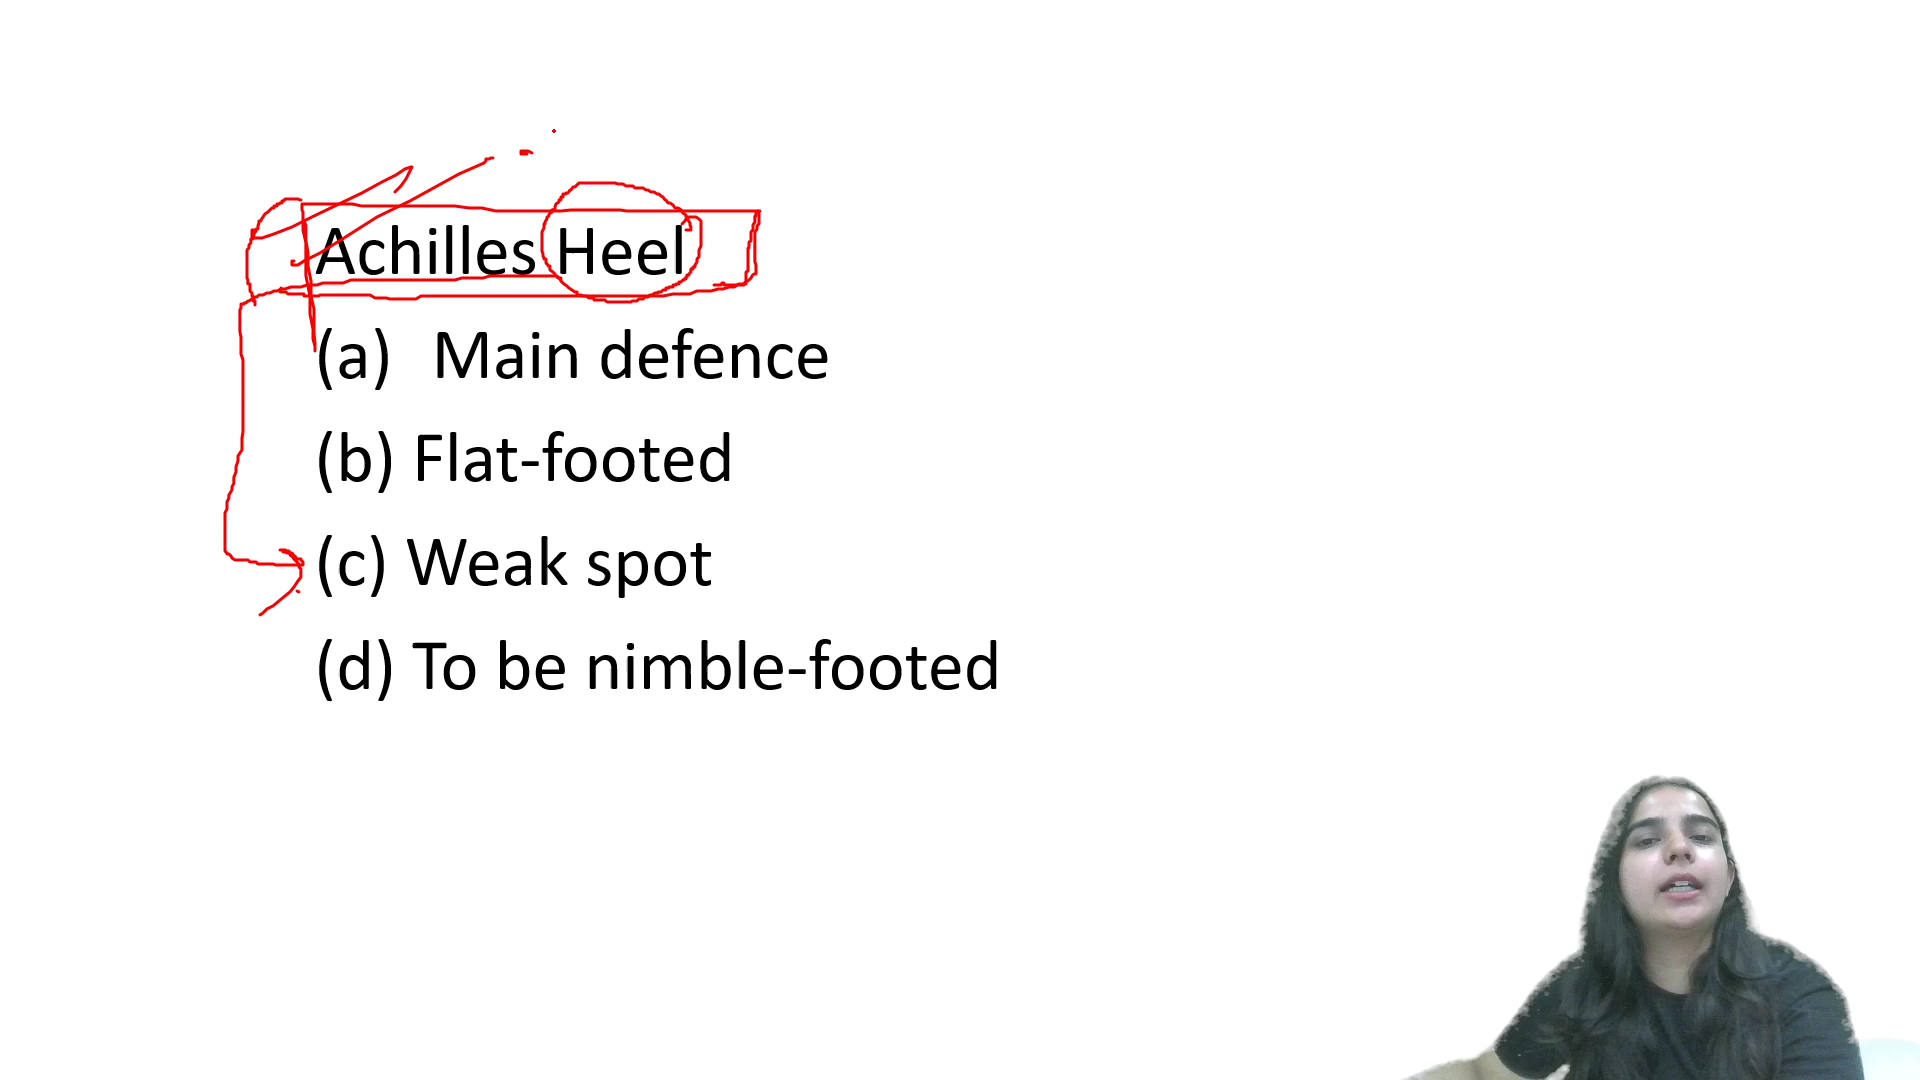 Achilles Heel
(a) Main defence
(b) Flat-footed
(c) Weak spot
(d) To be nimble-footed